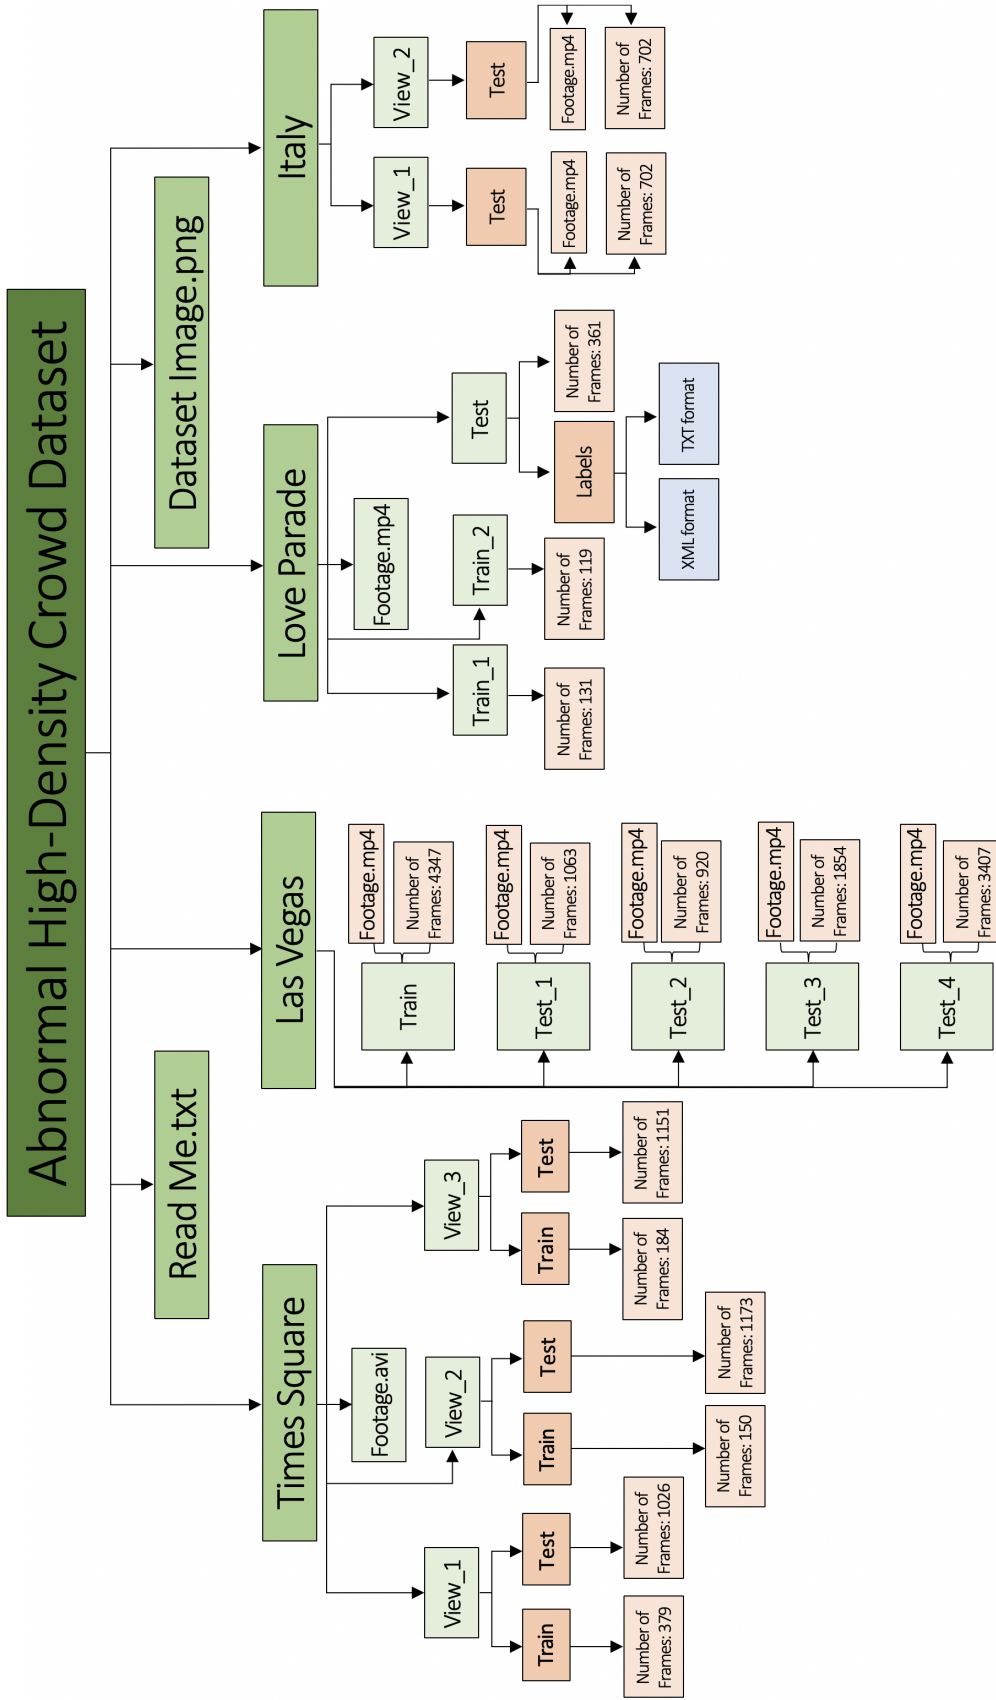 Abnormal High-Density Crowd Dataset
Read Me.txt
Dataset Image.png
Times Square
Las Vegas
Love Parade
Italy
Footage.avi
View_1
View_2
View_3
Train
Test
Train
Test
Train
Test
Number of
Frames: 379
Number of
Frames: 1026
Number of
Frames: 150
Number of
Frames: 1173
Number of
Frames: 184
Number of
Frames: 1151
Train
Footage.mp4
Number of
Frames: 4347
Test_1
Footage.mp4
Number of
Frames: 1063
Test_2
Footage.mp4
Number of
Frames: 920
Test_3
Footage.mp4
Number of
Frames: 1854
Test_4
Footage.mp4
Number of
Frames: 3407
Footage.mp4
Train_1
Train_2
Test
Number of
Frames: 131
Number of
Frames: 119
Labels
Number of
Frames: 361
XML format
TXT format
View_1
View_2
Test
Test
Footage.mp4
Number of
Frames: 702
Footage.mp4
Number of
Frames: 702